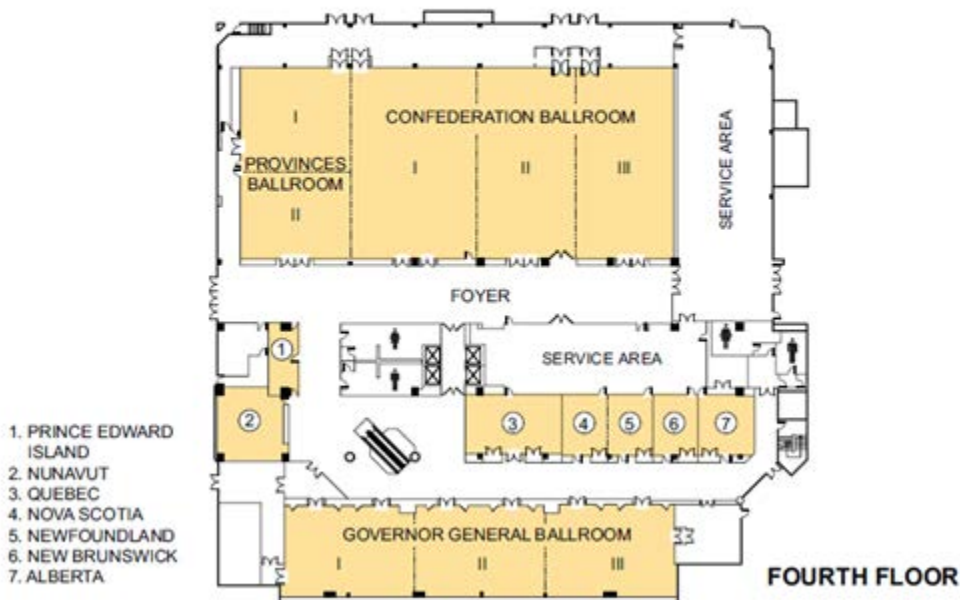 I
CONFEDERATION BALLROOM
PROVINCES
BALLROOM
I
II
III
II
SERVICE AREA
FOYER
1
SERVICE AREA
2
3
4
5
6
7
1. PRINCE EDWARD
ISLAND
2. NUNAVUT
3. QUEBEC
4. NOVA SCOTIA
5. NEWFOUNDLAND
6. NEW BRUNSWICK
7. ALBERTA
GOVERNOR GENERAL BALLROOM
I
II
III
FOURTH FLOOR